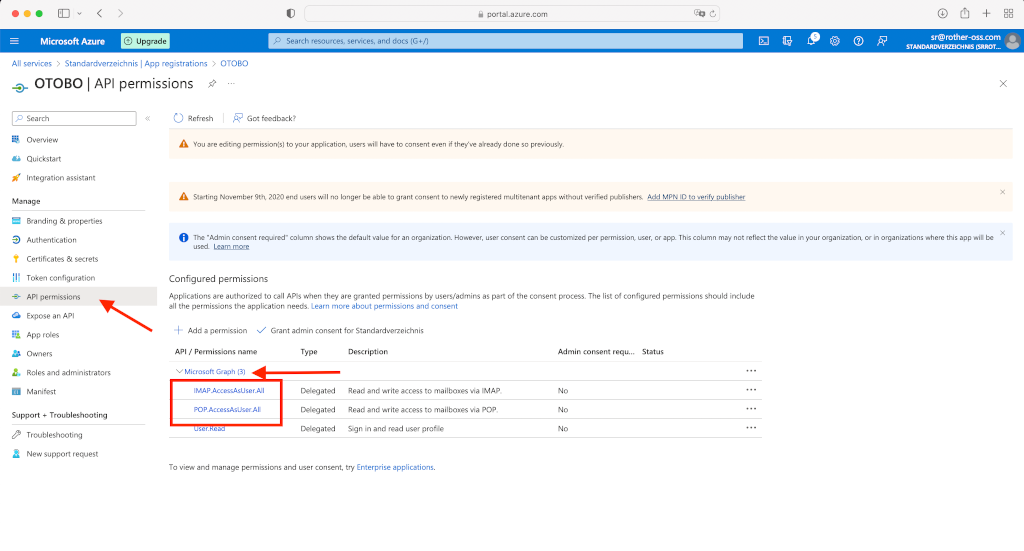 portal.azure.com
Microsoft Azure
Upgrade
Search resources, services, and docs (G+/)
5
sr@rother-oss.com
STANDARDVERZEICHNIS (SRROT...
All services > Standardverzeichnis | App registrations > OTOBO
OTOBO | API permissions
Search
Overview
Quickstart
Integration assistant
Manage
Branding & properties
Authentication
Certificates & secrets
Token configuration
API permissions
Expose an API
App roles
Owners
Roles and administrators
Manifest
Support + Troubleshooting
Troubleshooting
New support request
Refresh
Got feedback?
You are editing permission(s) to your application, users will have to consent even if they've already done so previously.
Starting November 9th, 2020 end users will no longer be able to grant consent to newly registered multitenant apps without verified publishers. Add MPN ID to verify publisher
The "Admin consent required" column shows the default value for an organization. However, user consent can be customized per permission, user, or app. This column may not reflect the value in your organization, or in organizations where this app will be
used. Learn more
Configured permissions
Applications are authorized to call APIs when they are granted permissions by users/admins as part of the consent process. The list of configured permissions should include
all the permissions the application needs. Learn more about permissions and consent
Add a permission
Grant admin consent for Standardverzeichnis
API / Permissions name Type Description Admin consent requ... Status
Microsoft Graph (3)
IMAP.AccessAsUser.All Delegated Read and write access to mailboxes via IMAP. No
POP.AccessAsUser.All Delegated Read and write access to mailboxes via POP. No
User.Read Delegated Sign in and read user profile No
To view and manage permissions and user consent, try Enterprise applications.